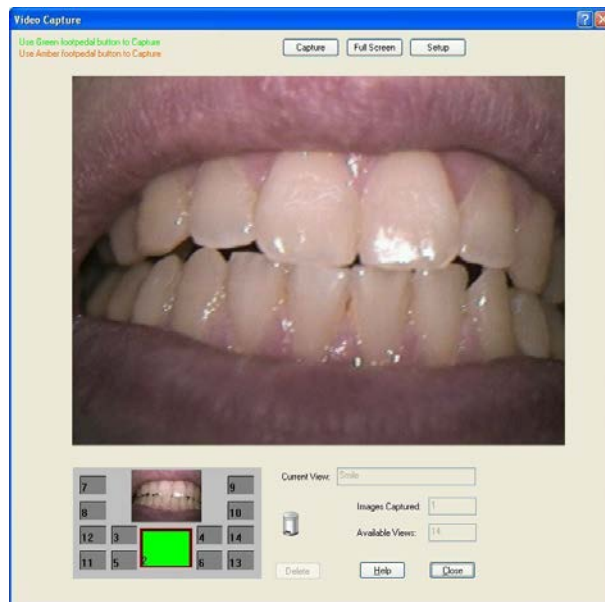 Video Capture
Use Green footpedal button to Capture
Use Amber footpedal button to Capture
Capture Full Screen Setup
7 9
8 10
12 3 4 14
11 5 2 6 13
Current View: Smile
Images Captured: 1
Available Views: 14
Delete Help Close